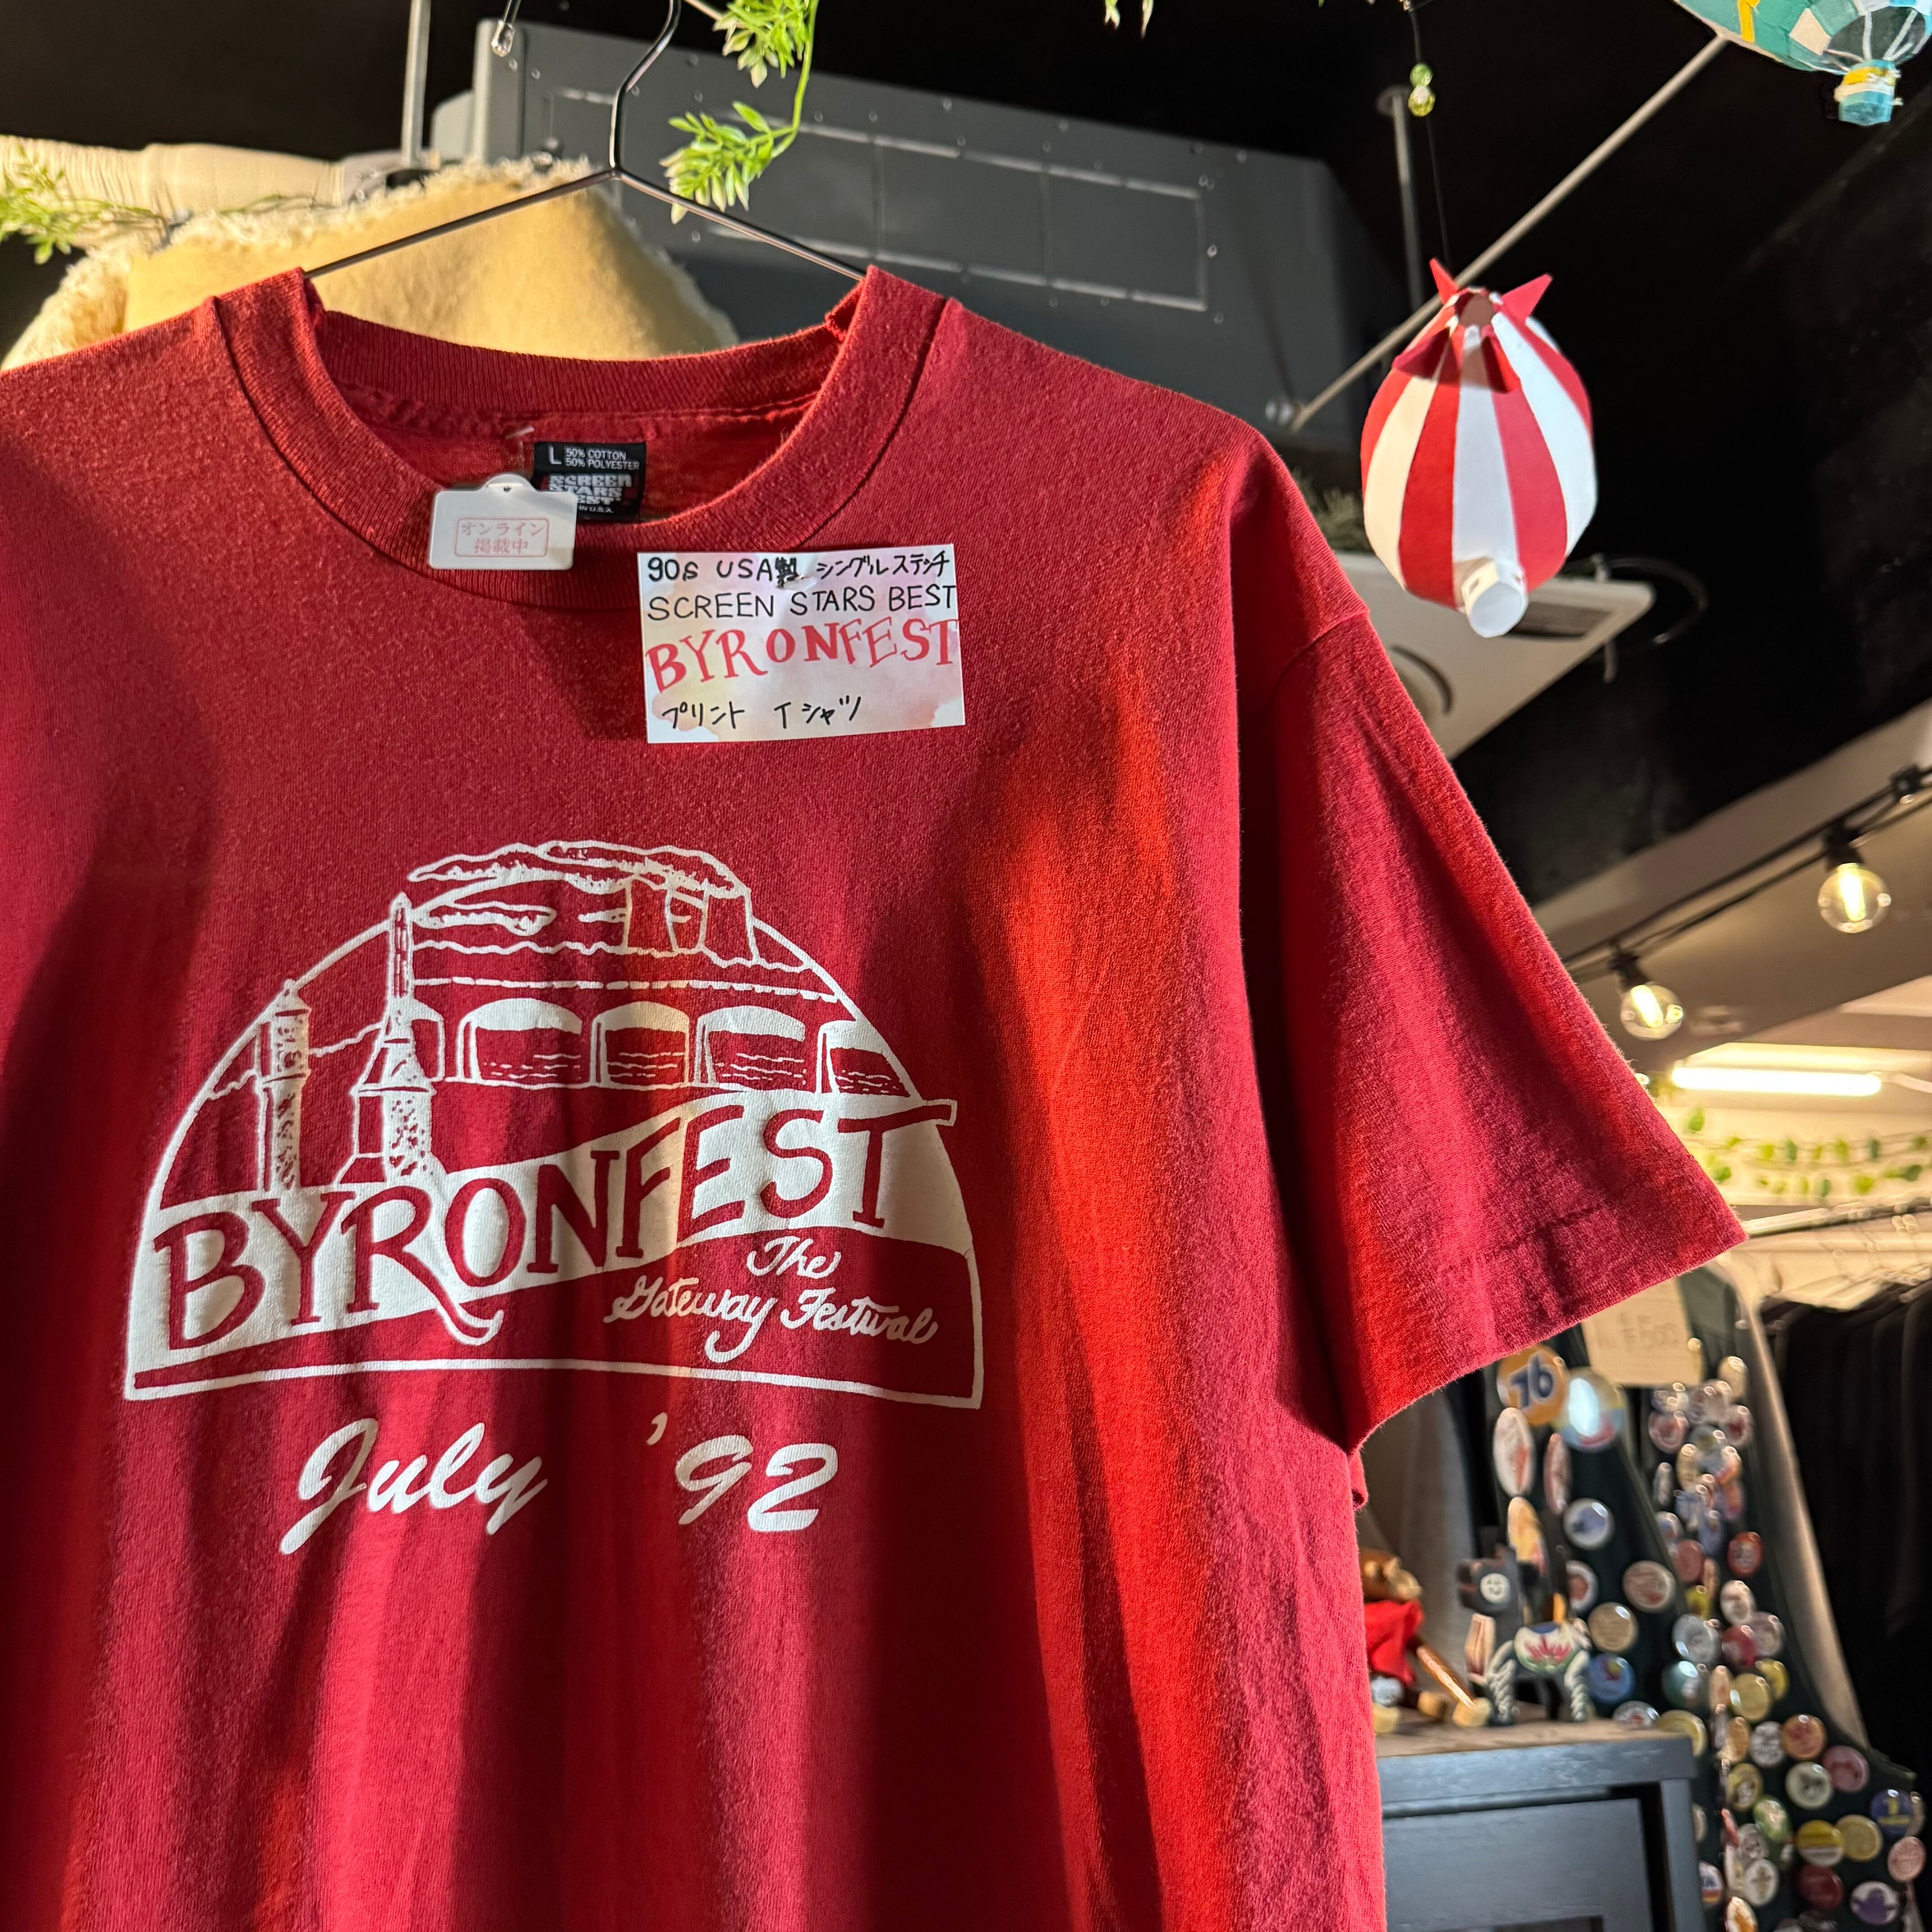 L 50% COTTON
50% POLYESTER
SCREEN
STARS
BEST
オンライン
掲載中
90s USA製 シングルステッチ
SCREEN STARS BEST
BYRONFEST
プリント Tシャツ
BYRONFEST
The
Gateway Festival
July '92
76